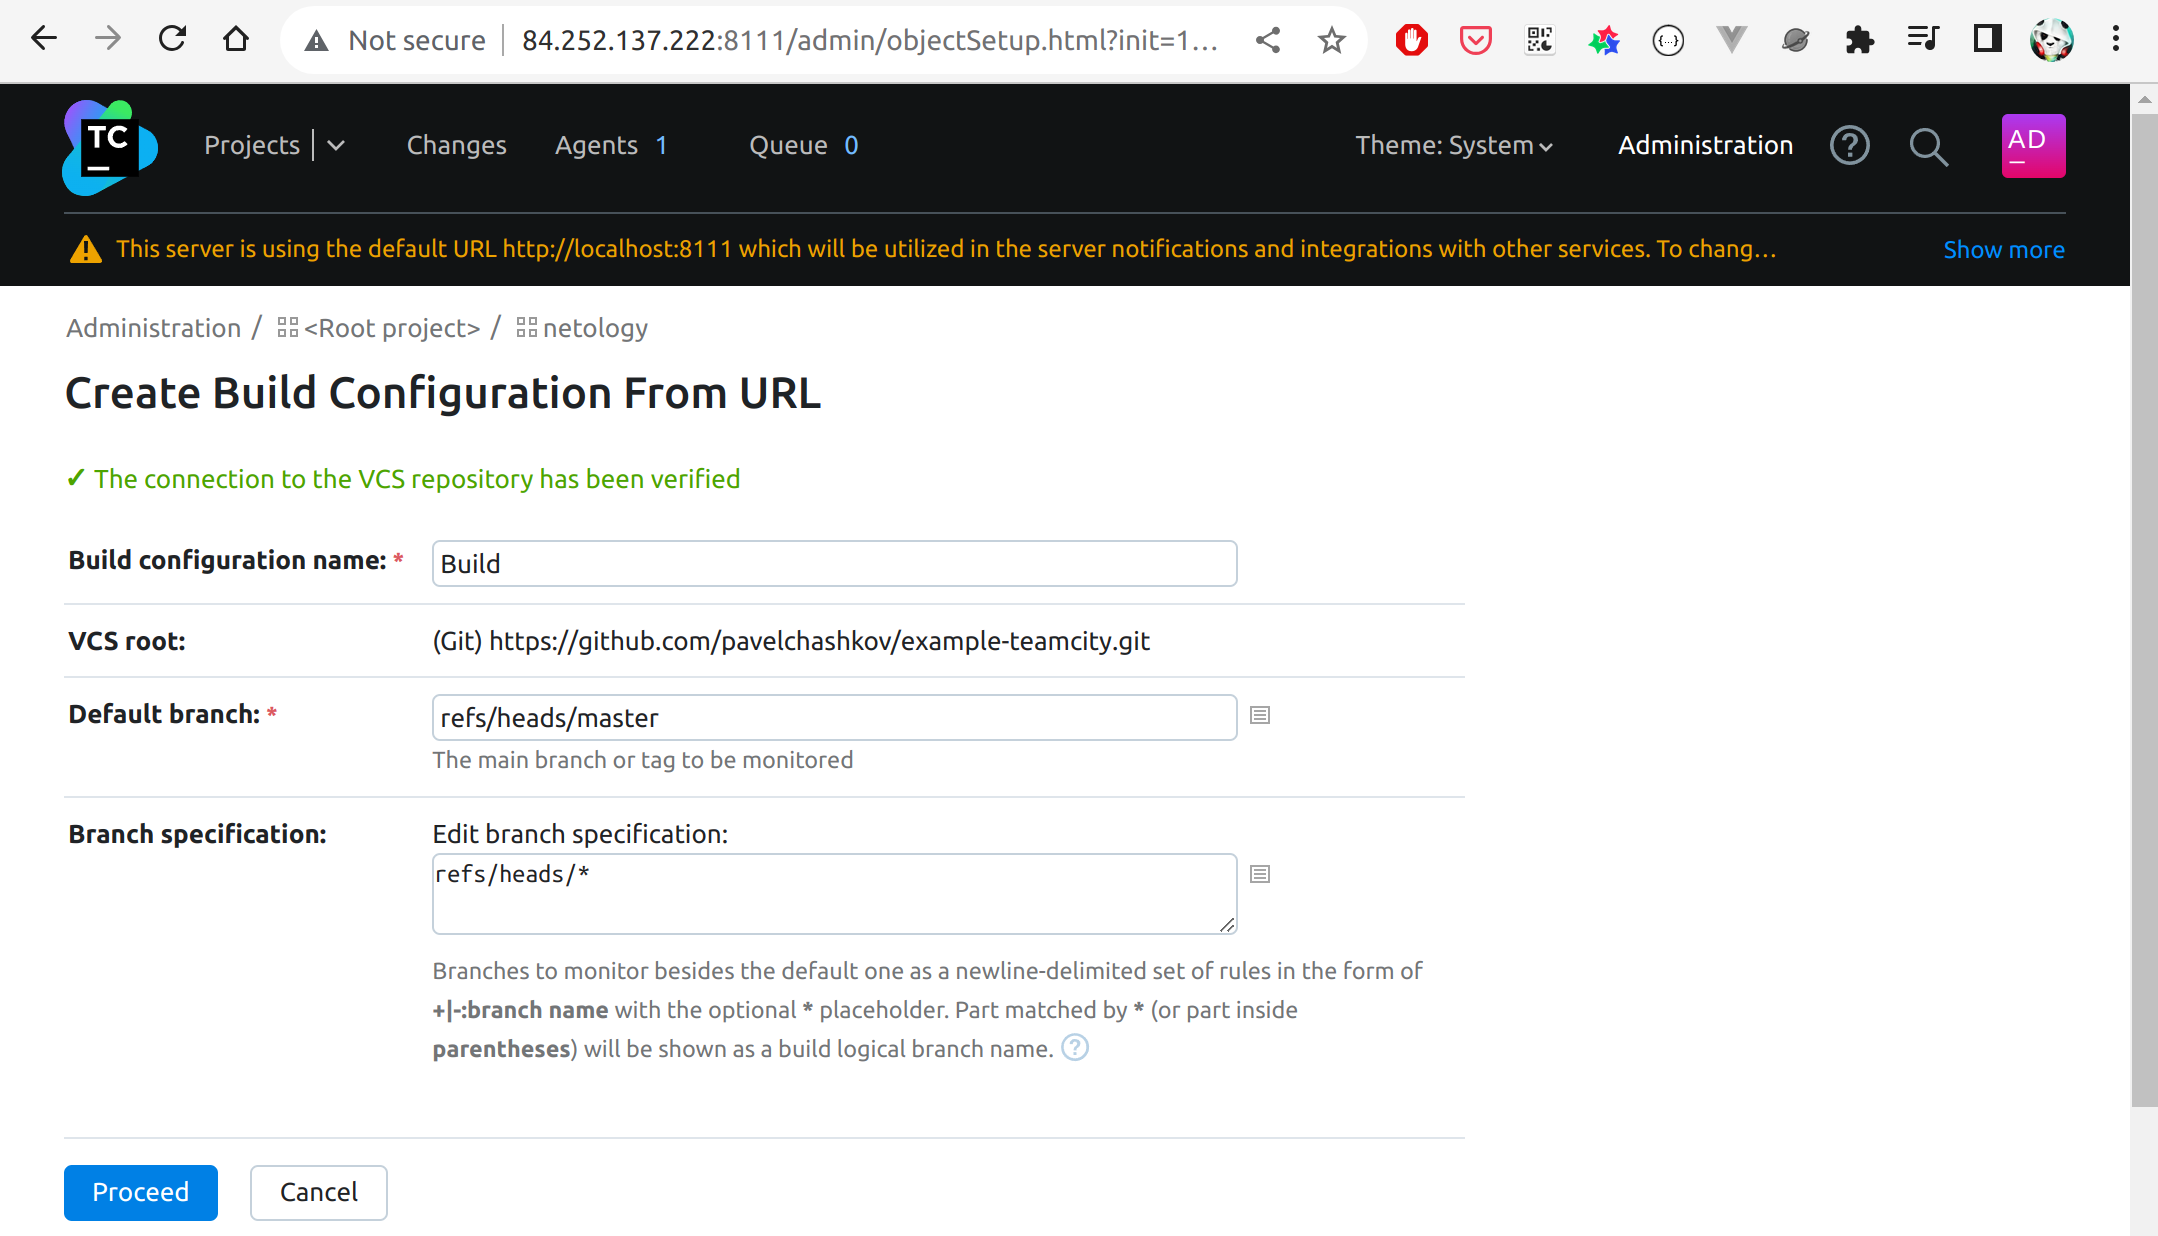 Not secure 84.252.137.222:8111/admin/objectSetup.html?init=1...
TC
Projects Changes Agents 1 Queue 0 Theme: System Administration ? AD
This server is using the default URL http://localhost:8111 which will be utilized in the server notifications and integrations with other services. To chang... Show more
Administration / <Root project> / netology
Create Build Configuration From URL
✓ The connection to the VCS repository has been verified
Build configuration name: * Build
VCS root: (Git) https://github.com/pavelchashkov/example-teamcity.git
Default branch: * refs/heads/master
The main branch or tag to be monitored
Branch specification: Edit branch specification:
refs/heads/*
Branches to monitor besides the default one as a newline-delimited set of rules in the form of
+|-:branch name with the optional * placeholder. Part matched by * (or part inside
parentheses) will be shown as a build logical branch name. ?
Proceed Cancel